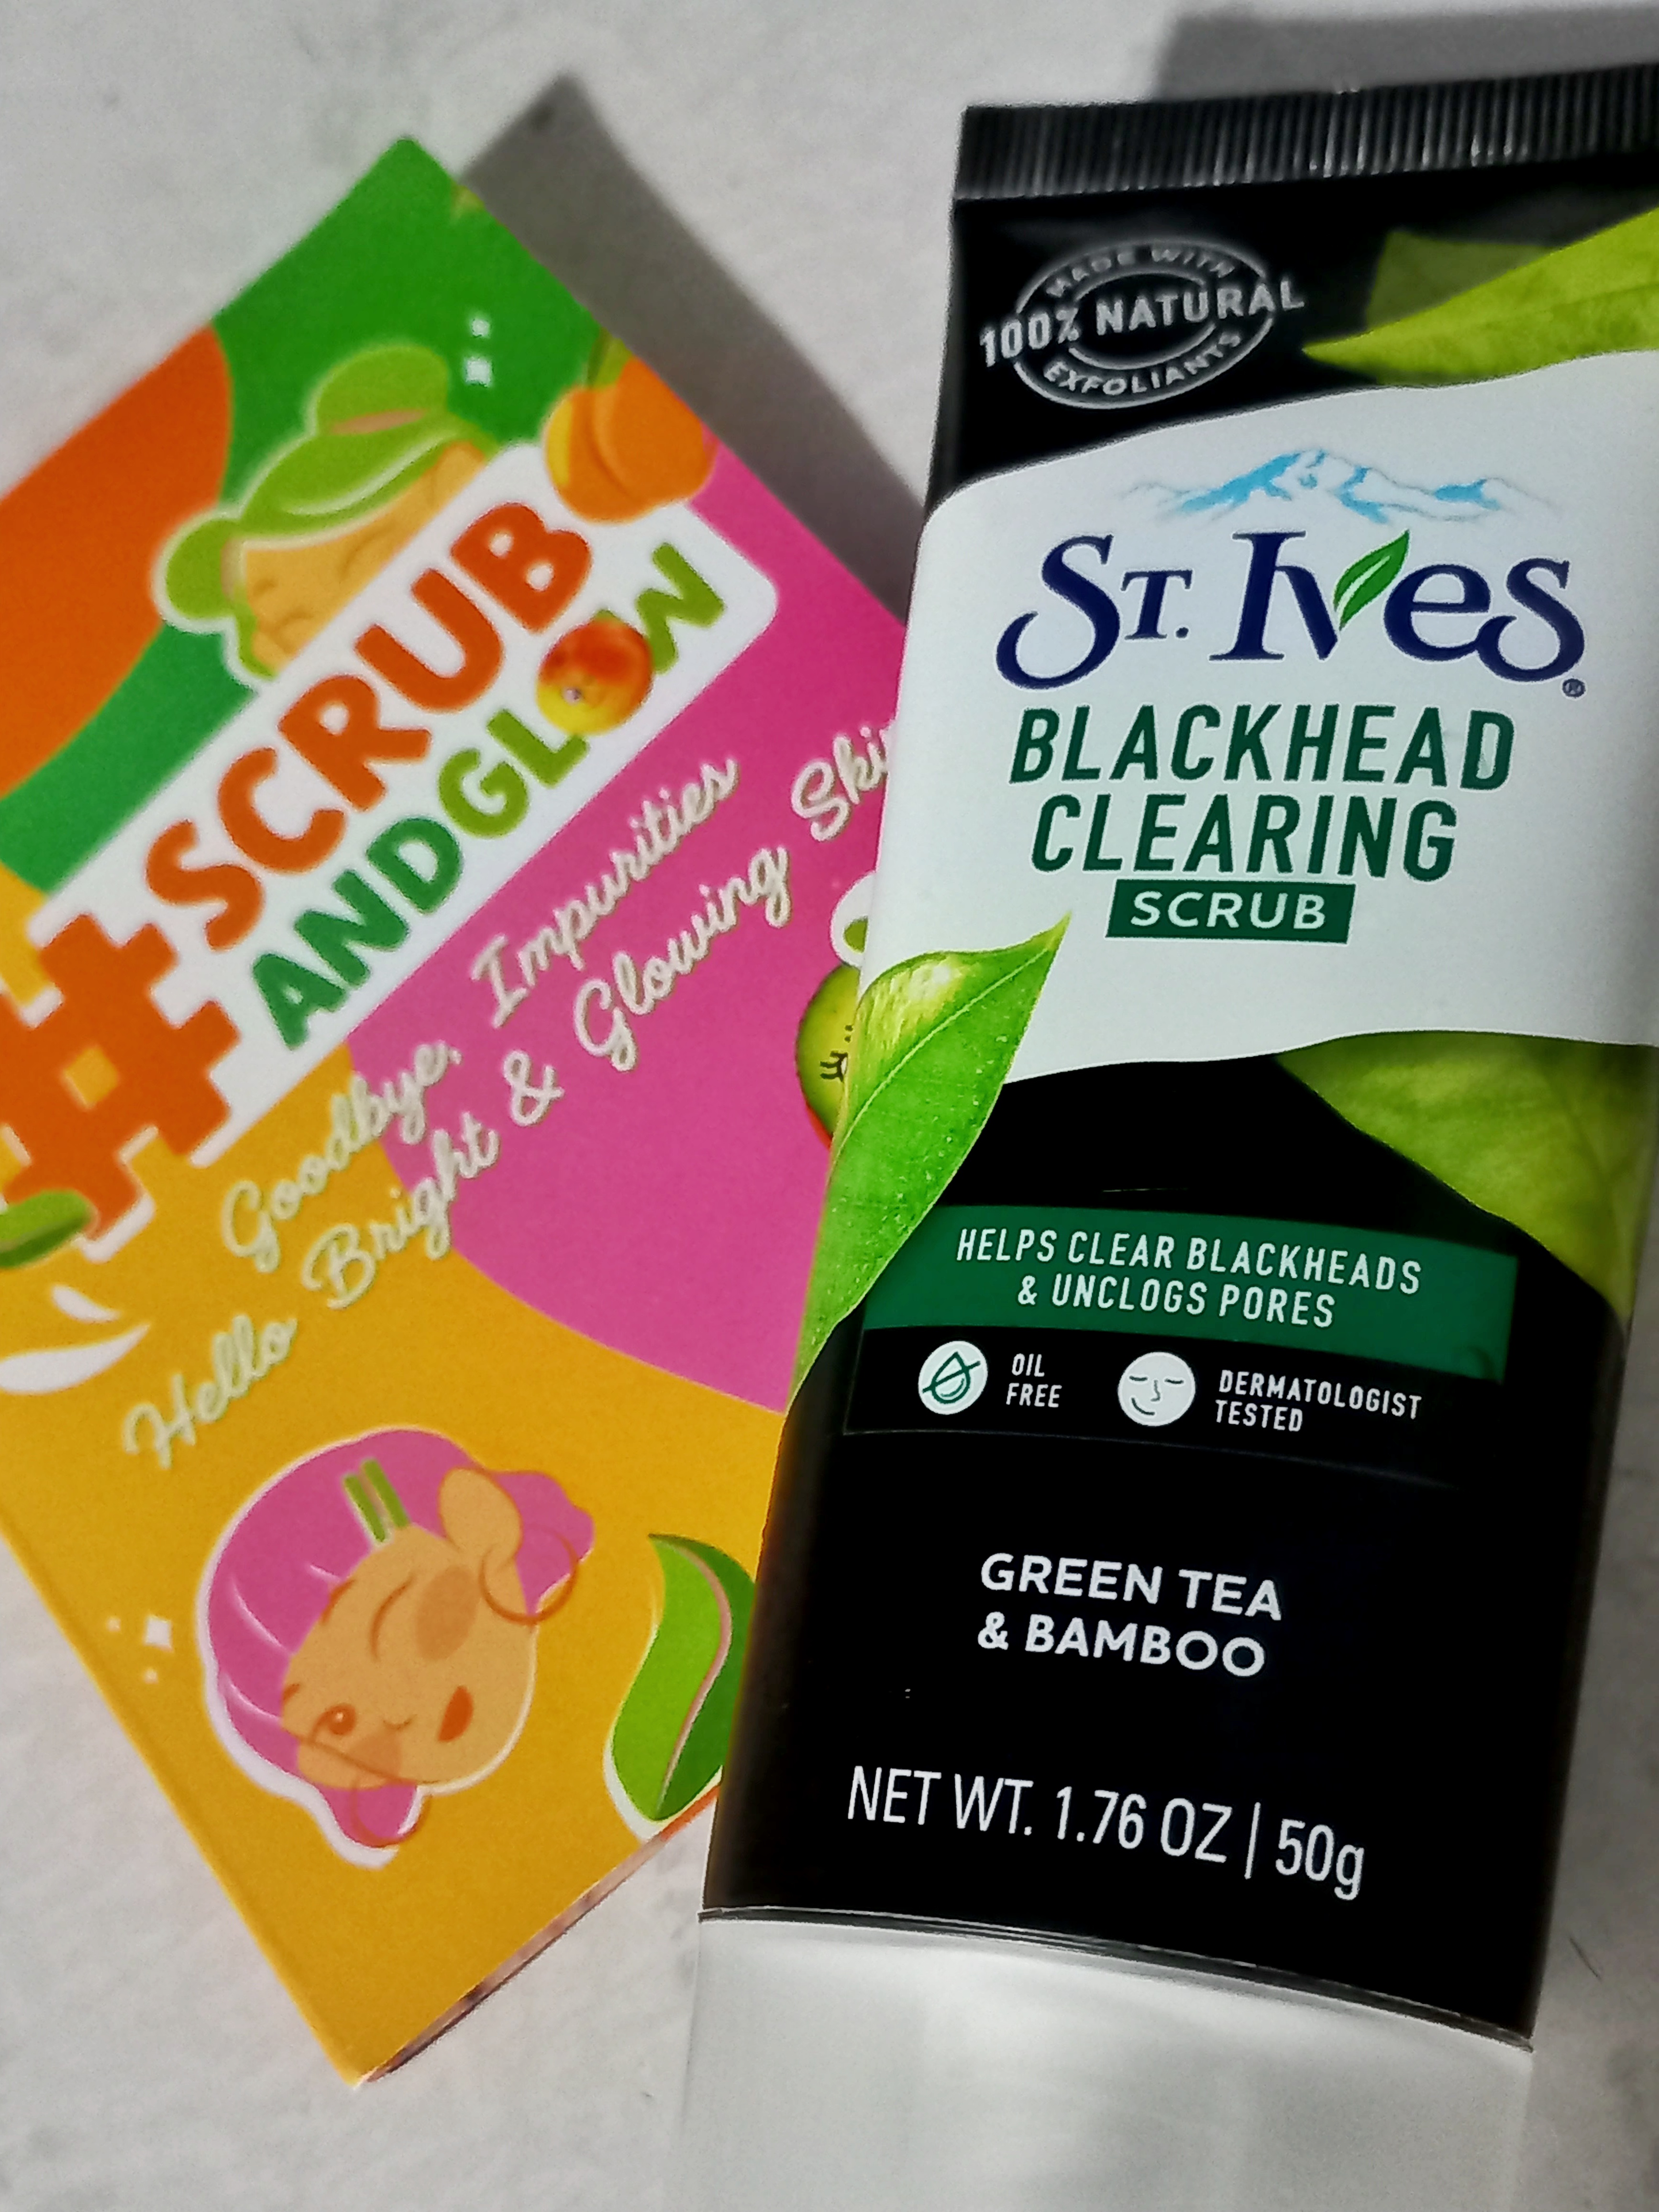 #SCRUB
ANDGLOW
Goodbye, Impurities
Hello Bright & Glowing Skin
MADE WITH
100% NATURAL
EXFOLIANTS
ST. Ives®
BLACKHEAD
CLEARING
SCRUB
HELPS CLEAR BLACKHEADS
& UNCLOGS PORES
OIL
FREE
DERMATOLOGIST
TESTED
GREEN TEA
& BAMBOO
NET WT. 1.76 OZ | 50g